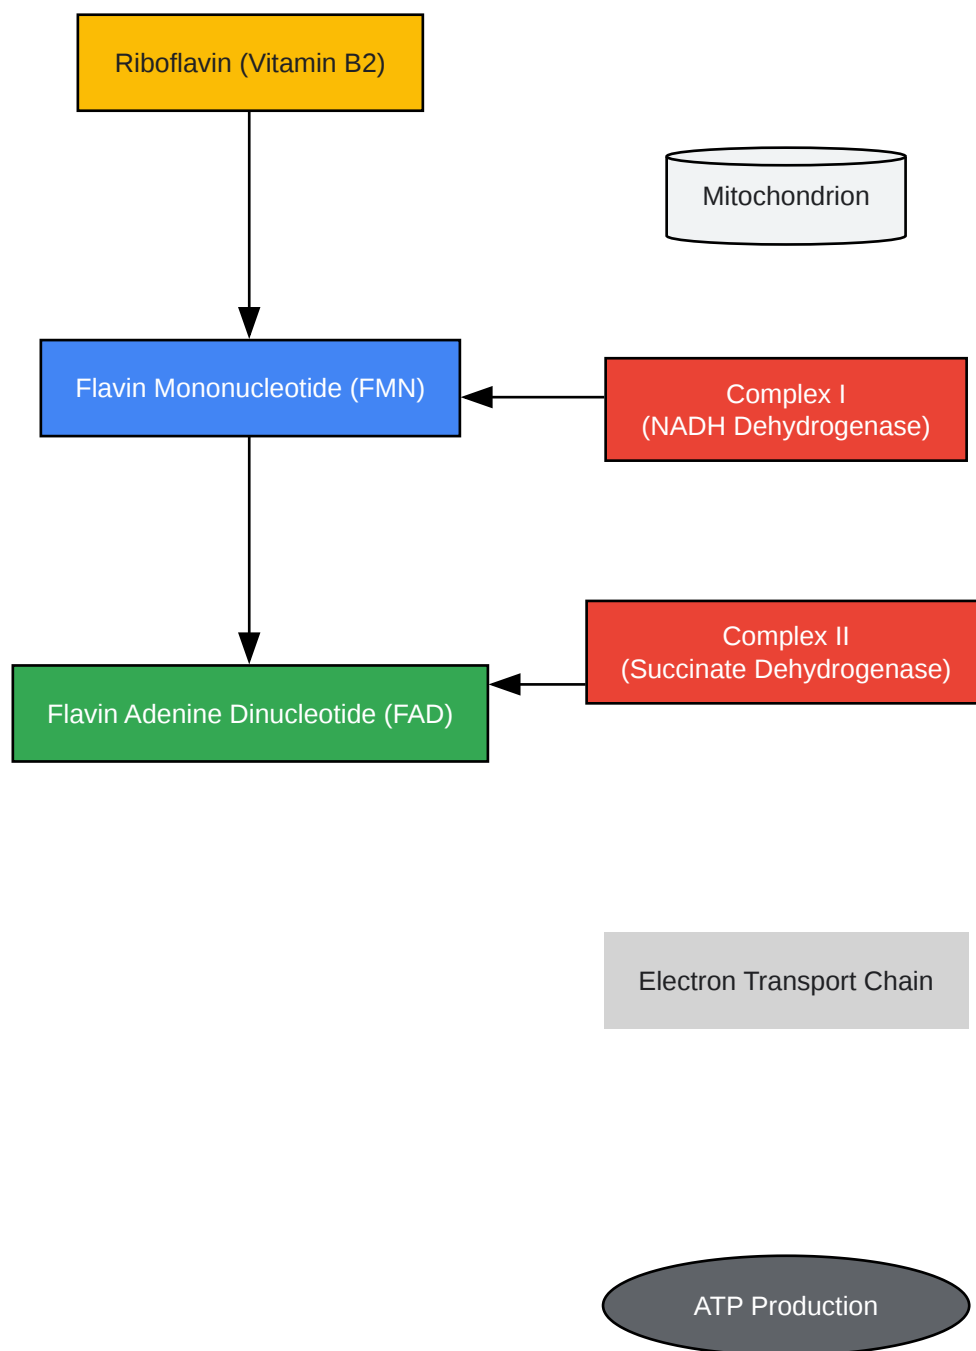 Riboflavin (Vitamin B2)
Mitochondrion
Flavin Mononucleotide (FMN)
Complex I
(NADH Dehydrogenase)
Complex II
(Succinate Dehydrogenase)
Flavin Adenine Dinucleotide (FAD)
Electron Transport Chain
ATP Production